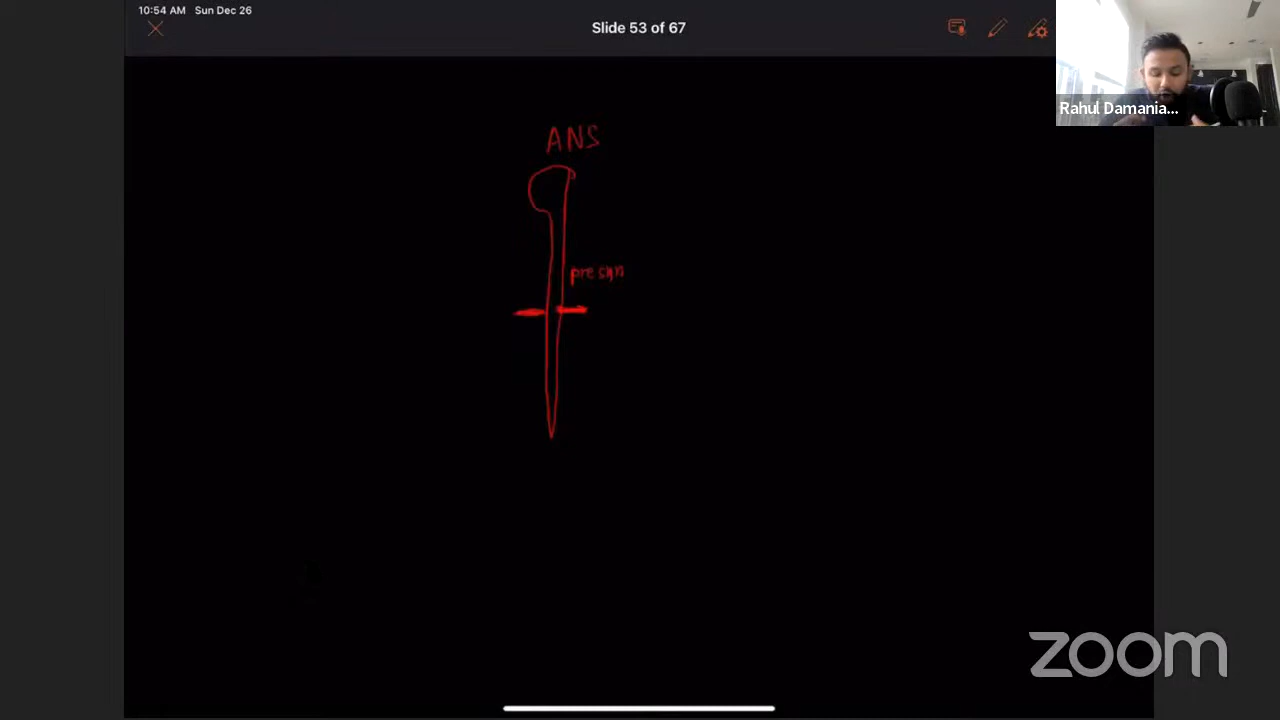 10:54 AM Sun Dec 26
Slide 53 of 67
Rahul Damania...
ANS
pre syn
zoom